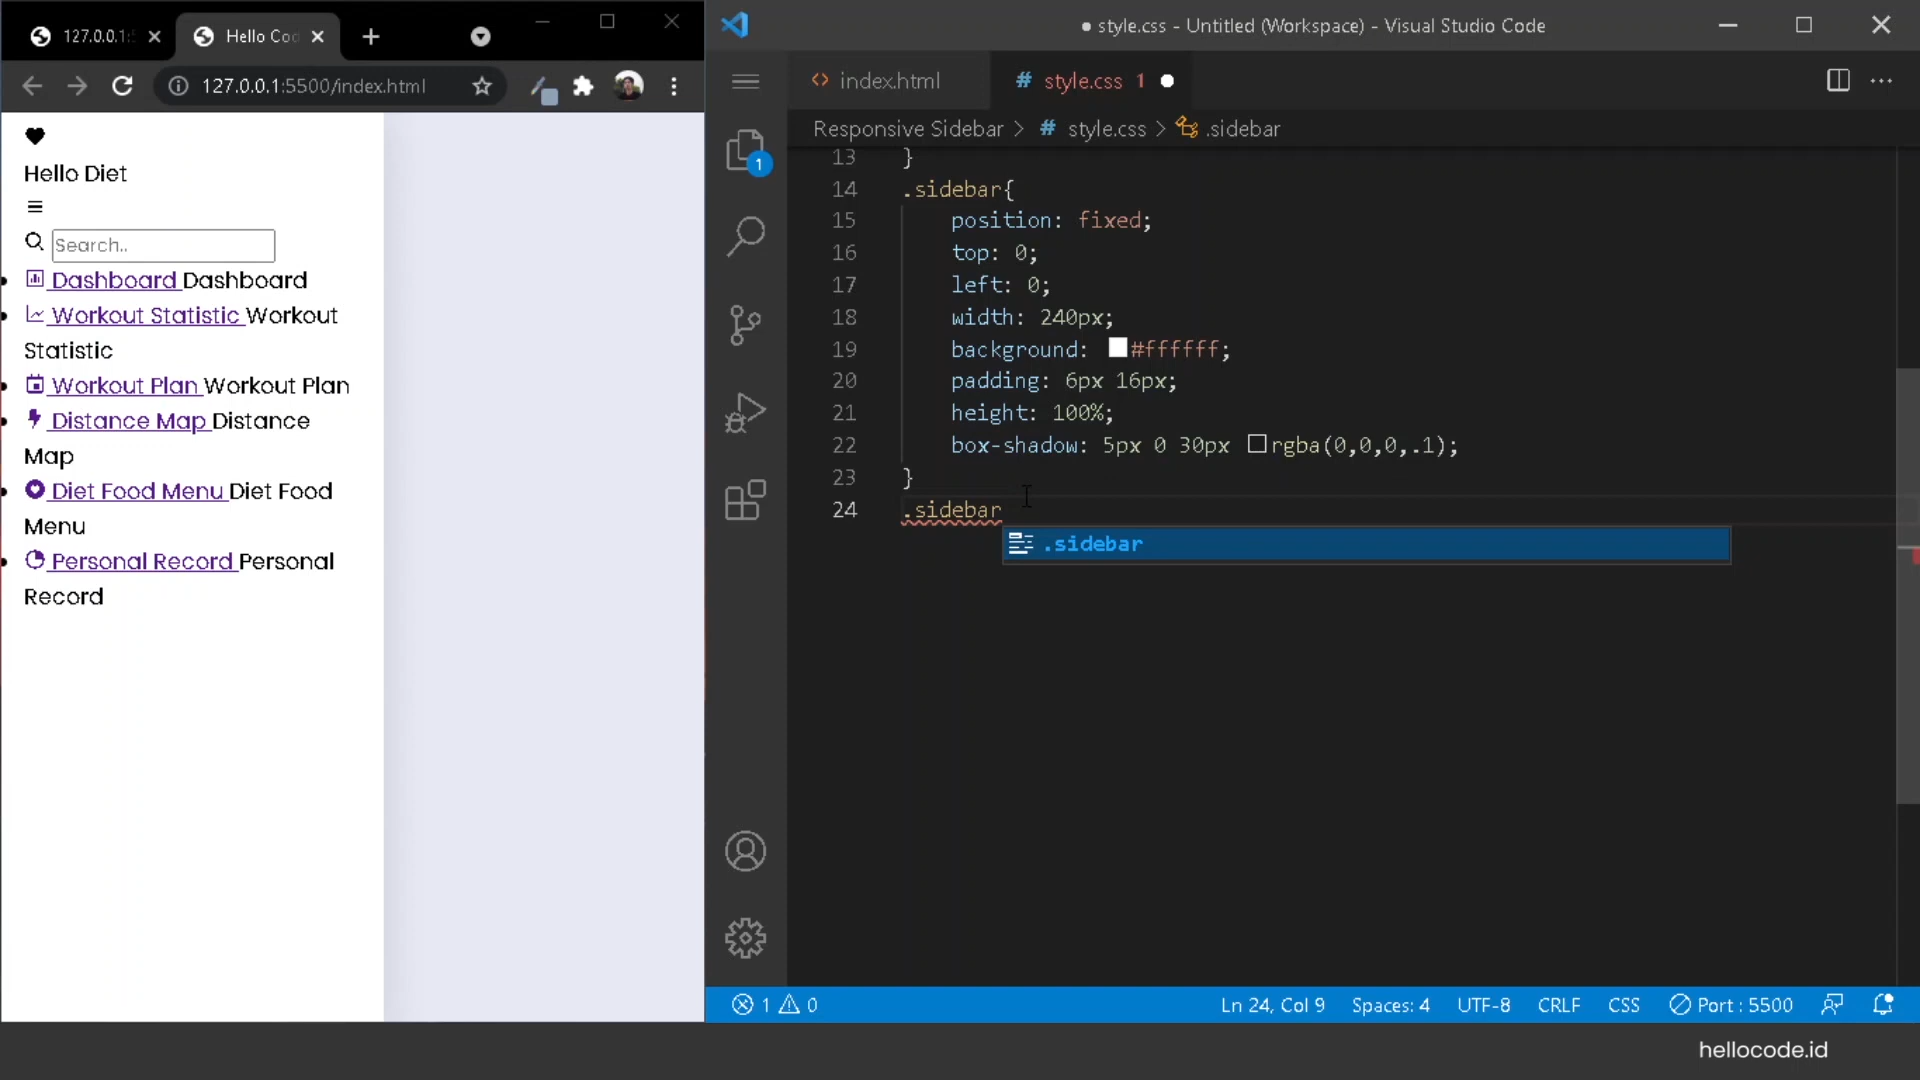 127.0.0.1:5
Hello Coo
127.0.0.1:5500/index.html
Hello Diet
Search..
Dashboard Dashboard
Workout Statistic Workout
Statistic
Workout Plan Workout Plan
Distance Map Distance
Map
Diet Food Menu Diet Food
Menu
Personal Record Personal
Record
● style.css - Untitled (Workspace) - Visual Studio Code
index.html
# style.css 1
Responsive Sidebar > # style.css > .sidebar
1
13 }
14 .sidebar{
15 position: fixed;
16 top: 0;
17 left: 0;
18 width: 240px;
19 background: #ffffff;
20 padding: 6px 16px;
21 height: 100%;
22 box-shadow: 5px 0 30px rgba(0,0,0,.1);
23 }
24 .sidebar
.sidebar
1 0
Ln 24, Col 9 Spaces: 4 UTF-8 CRLF CSS Port : 5500
hellocode.id